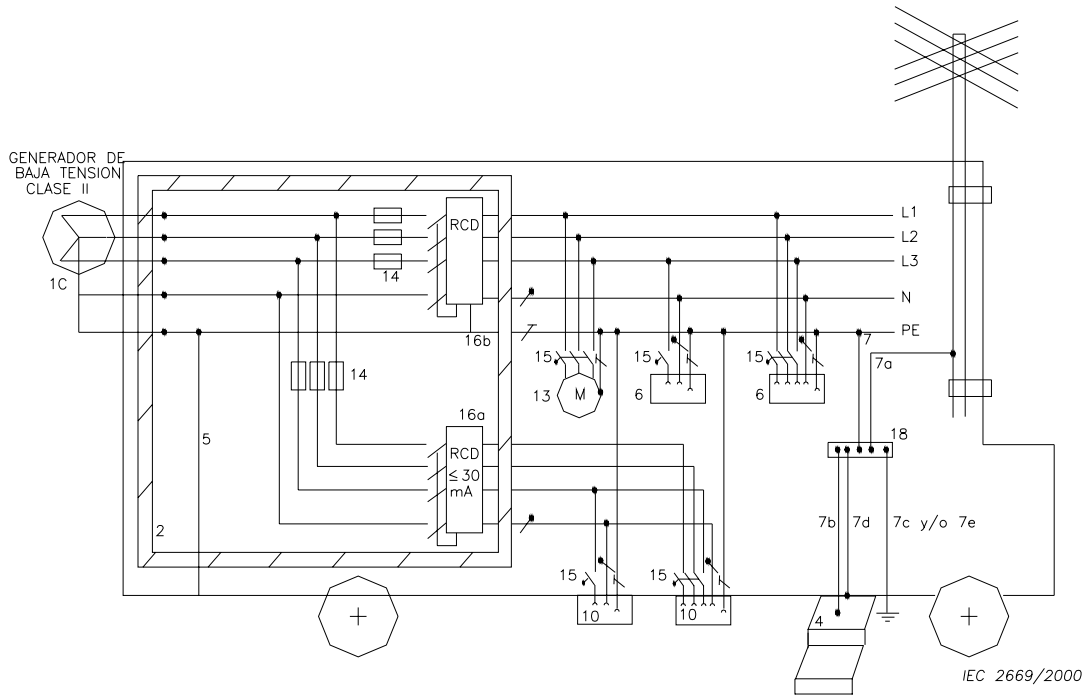 GENERADOR DE
BAJA TENSION
CLASE II
1C
RCD
L1
L2
L3
N
PE
14
16b
7
7a
15
13
M
15
6
15
6
14
16a
RCD
≤30
mA
18
5
2
7b
7d
7c y/o 7e
15
10
15
10
4
IEC 2669/2000